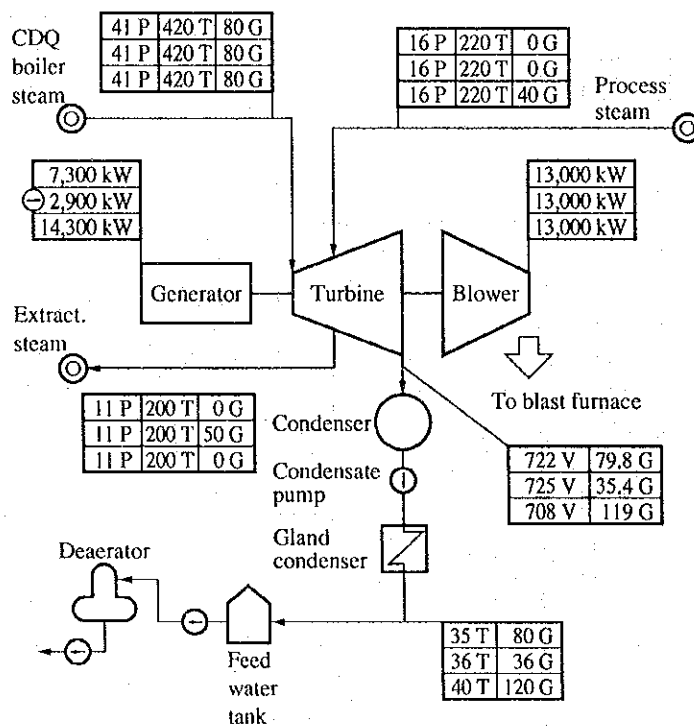 CDQ
boiler
steam
41 P 420 T 80 G
41 P 420 T 80 G
41 P 420 T 80 G
16 P 220 T 0 G
16 P 220 T 0 G
16 P 220 T 40 G
Process
steam
7,300 kW
2,900 kW
14,300 kW
13,000 kW
13,000 kW
13,000 kW
Generator
Turbine
Blower
Extract.
steam
To blast furnace
11 P 200 T 0 G
11 P 200 T 50 G
11 P 200 T 0 G
Condenser
722 V 79.8 G
725 V 35.4 G
708 V 119 G
Condensate
pump
Gland
condenser
Deaerator
Feed
water
tank
35 T 80 G
36 T 36 G
40 T 120 G